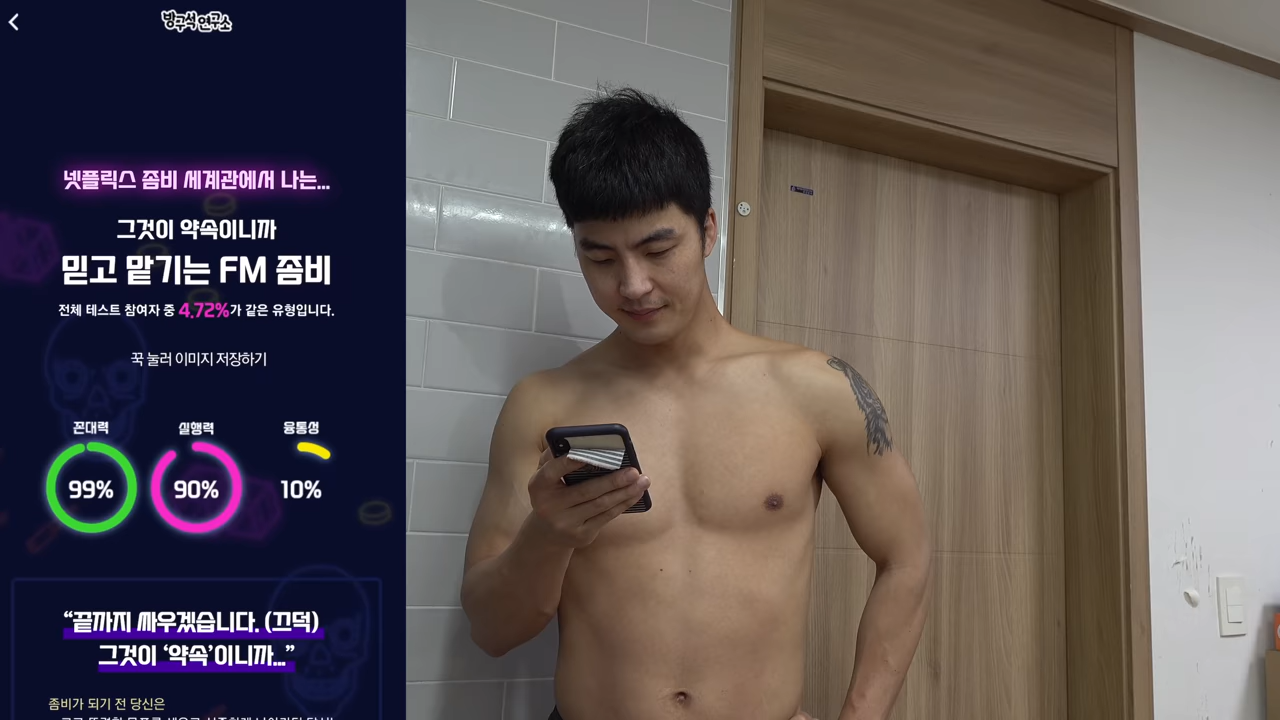 방구석연구소
넷플릭스 좀비 세계관에서 나는...
그것이 약속이니까
믿고 맡기는 FM 좀비
전체 테스트 참여자 중 4.72%가 같은 유형입니다.
꾹 눌러 이미지 저장하기
꼰대력 실행력 융통성
99% 90% 10%
“끝까지 싸우겠습니다. (끄덕)
그것이 ‘약속’이니까...”
좀비가 되기 전 당신은